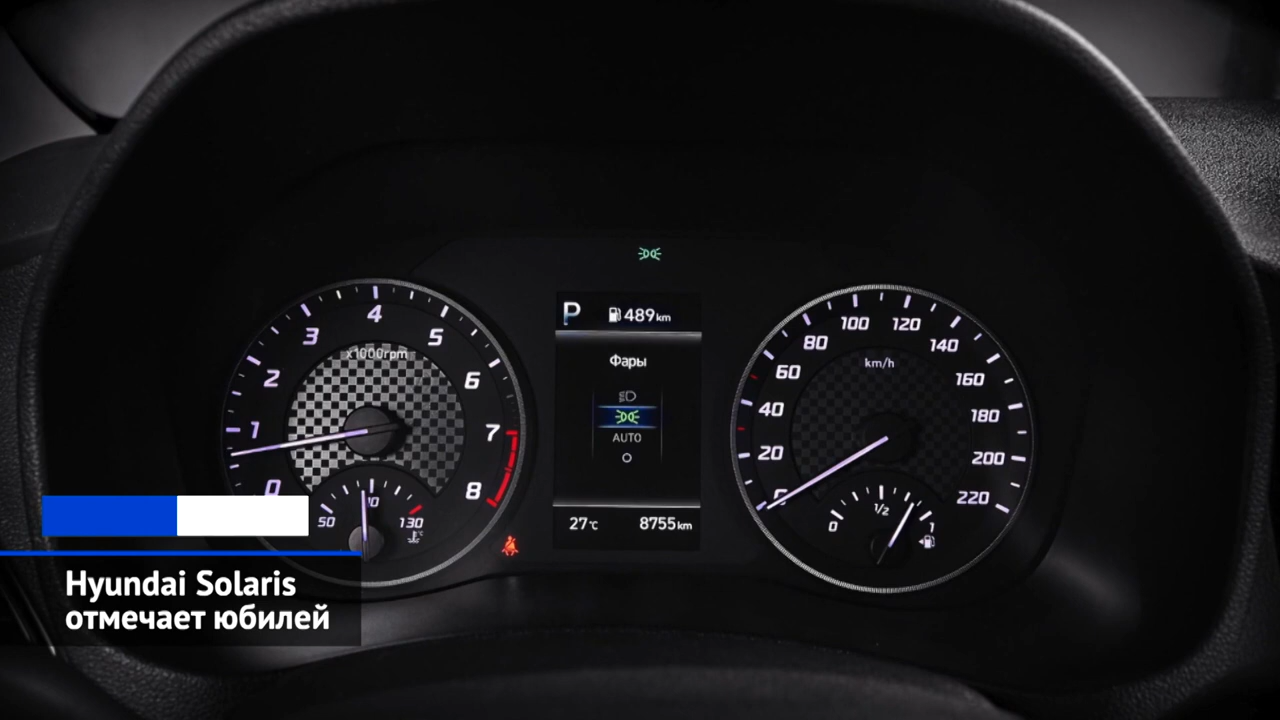 4
3
5
x1000rpm
2
6
1
7
0
8
50
130
°C
P
489km
Фары
AUTO
27°C
8755km
100
120
80
140
km/h
60
160
40
180
20
200
220
0
1/2
1
Hyundai Solaris
отмечает юбилей